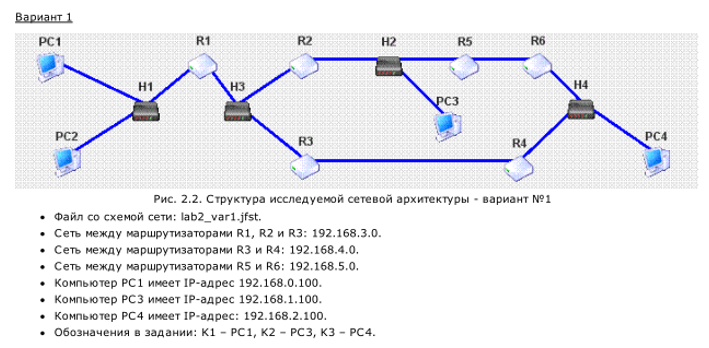 Вариант 1
PC1
R1
R2
H2
R5
R6
H1
H3
H4
PC3
PC2
R3
R4
PC4
Рис. 2.2. Структура исследуемой сетевой архитектуры - вариант №1
• Файл со схемой сети: lab2_var1.jfst.
• Сеть между маршрутизаторами R1, R2 и R3: 192.168.3.0.
• Сеть между маршрутизаторами R3 и R4: 192.168.4.0.
• Сеть между маршрутизаторами R5 и R6: 192.168.5.0.
• Компьютер PC1 имеет IP-адрес 192.168.0.100.
• Компьютер PC3 имеет IP-адрес 192.168.1.100.
• Компьютер PC4 имеет IP-адрес: 192.168.2.100.
• Обозначения в задании: K1 – PC1, K2 – PC3, K3 – PC4.